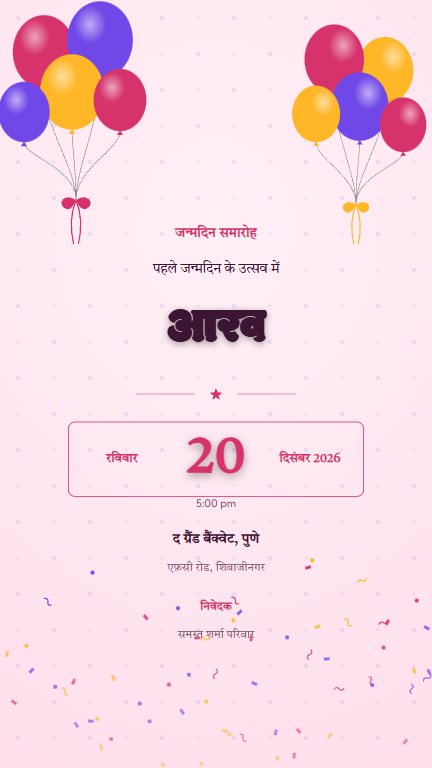 जन्मदिन समारोह
पहले जन्मदिन के उत्सव में
आरव
रविवार 20 दिसंबर 2026
5:00 pm
द ग्रैंड बैंक्वेट, पुणे
एफ़सी रोड, शिवाजीनगर
निवेदक
समस्त शर्मा परिवार